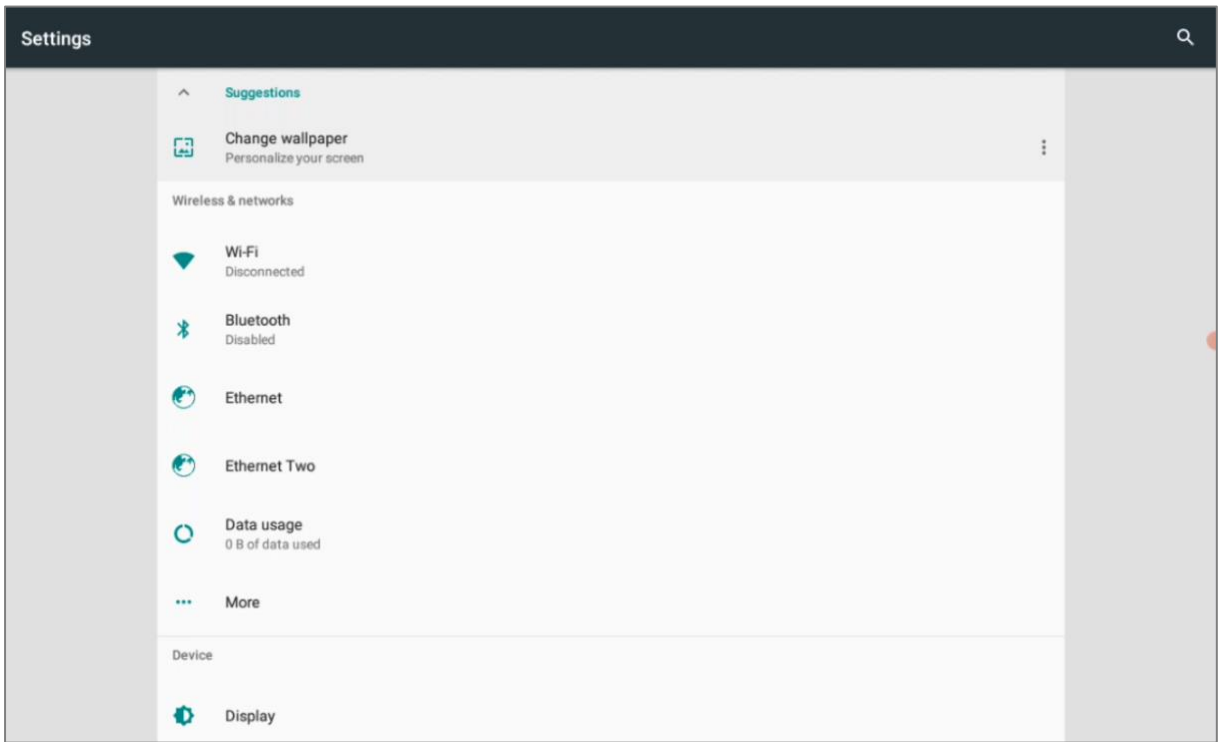 Settings
Suggestions
Change wallpaper
Personalize your screen
Wireless & networks
Wi-Fi
Disconnected
Bluetooth
Disabled
Ethernet
Ethernet Two
Data usage
0 B of data used
More
Device
Display